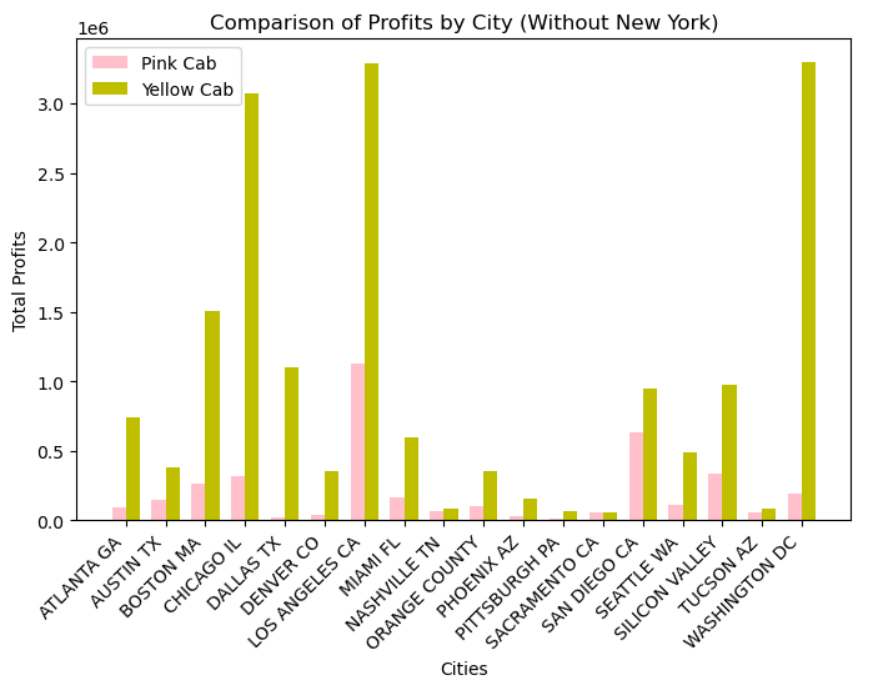 Comparison of Profits by City (Without New York)
1e6
Pink Cab
Yellow Cab
3.0
2.5
2.0
1.5
1.0
0.5
0.0
Total Profits
ATLANTA GA
AUSTIN TX
BOSTON MA
CHICAGO IL
DALLAS TX
DENVER CO
LOS ANGELES CA
MIAMI FL
NASHVILLE TN
ORANGE COUNTY
PHOENIX AZ
PITTSBURGH PA
SACRAMENTO CA
SAN DIEGO CA
SEATTLE WA
SILICON VALLEY
TUCSON AZ
WASHINGTON DC
Cities